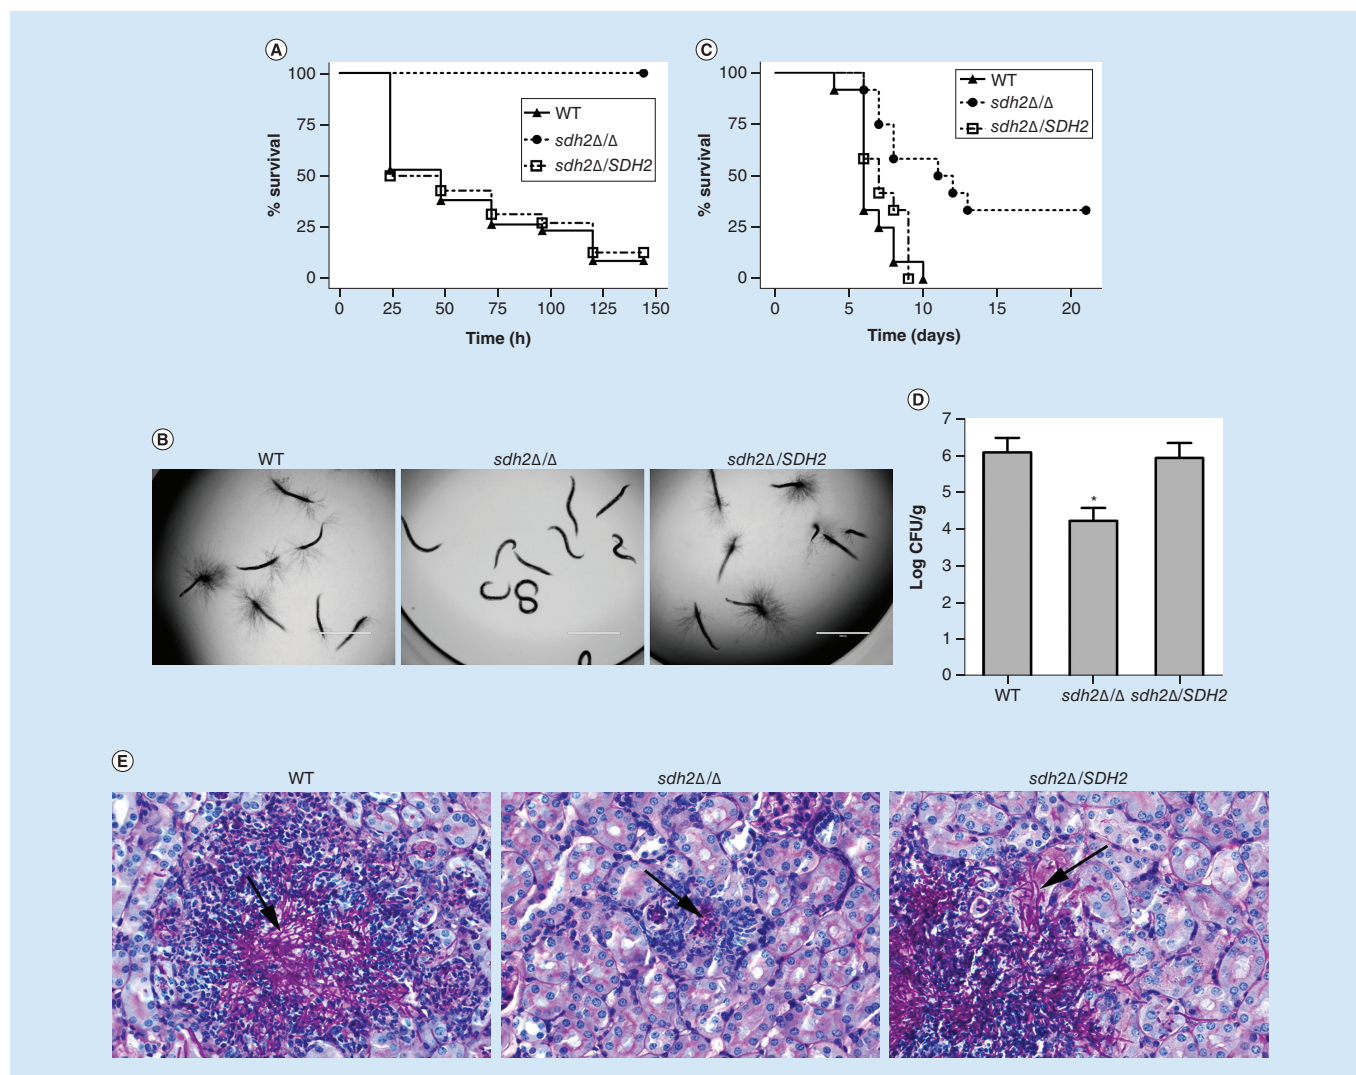 A
% survival
100
75
50
25
0
0 25 50 75 100 125 150
Time (h)
WT
sdh2Δ/Δ
sdh2Δ/SDH2
C
% survival
100
75
50
25
0
0 5 10 15 20
Time (days)
WT
sdh2Δ/Δ
sdh2Δ/SDH2
B
WT sdh2Δ/Δ sdh2Δ/SDH2
D
Log CFU/g
7
6
5
4
3
2
1
0
*
WT sdh2Δ/Δ sdh2Δ/SDH2
E
WT sdh2Δ/Δ sdh2Δ/SDH2